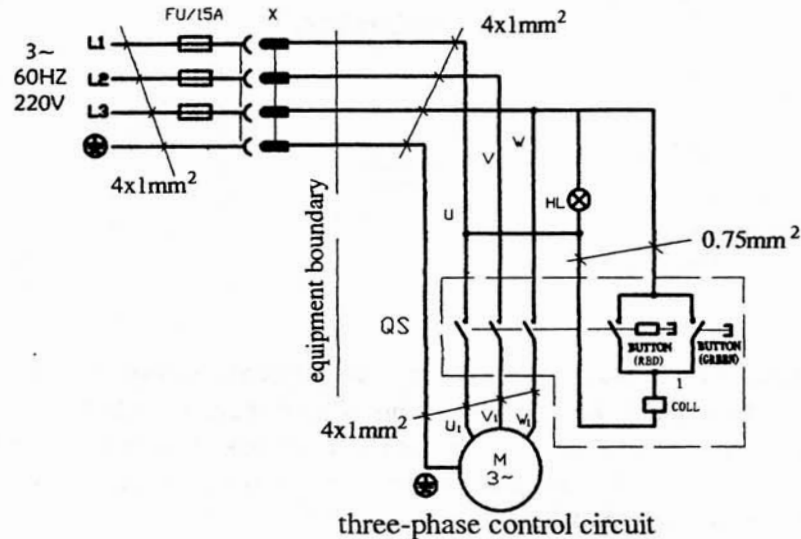 FU/15A
X
4x1mm²
L1
3~
L2
60HZ
220V
L3
4x1mm²
equipment boundary
U
V
W
HL
0.75mm²
QS
BUTTON
(RED)
BUTTON
(GREEN)
1
COLL
4x1mm²
U₁
V₁
W₁
M
3~
three-phase control circuit